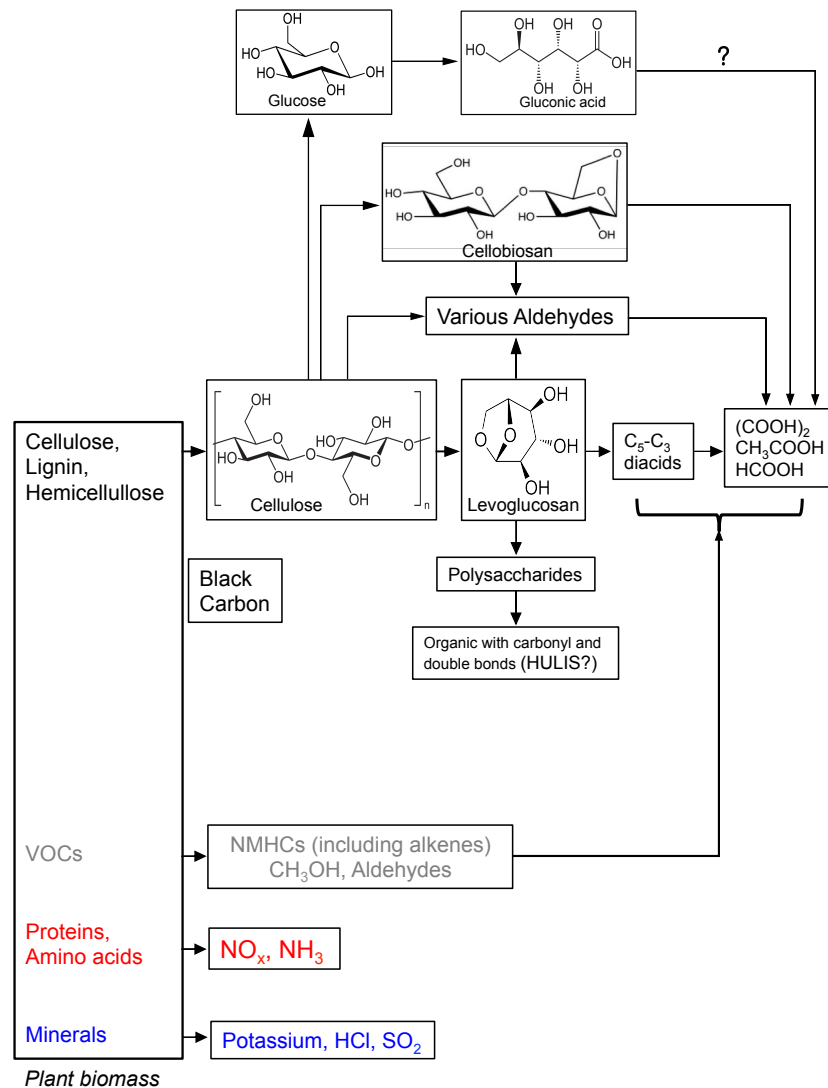 OH
HO
O
HO
OH
OH
Glucose
OH
OH
O
HO
OH
OH
OH
Gluconic acid
?
OH
O
HO
O
O
O
HO
HO
OH
OH
Cellobiosan
Various Aldehydes
OH
OH
HO
O
O
O
HO
O
O
OH
OH
n
Cellulose
OH
O
O
OH
OH
Levoglucosan
C5-C3
diacids
(COOH)2
CH3COOH
HCOOH
Cellulose,
Lignin,
Hemicellullose
Black
Carbon
Polysaccharides
Organic with carbonyl and
double bonds (HULIS?)
VOCs
NMHCs (including alkenes)
CH3OH, Aldehydes
Proteins,
Amino acids
NOx, NH3
Minerals
Potassium, HCl, SO2
Plant biomass